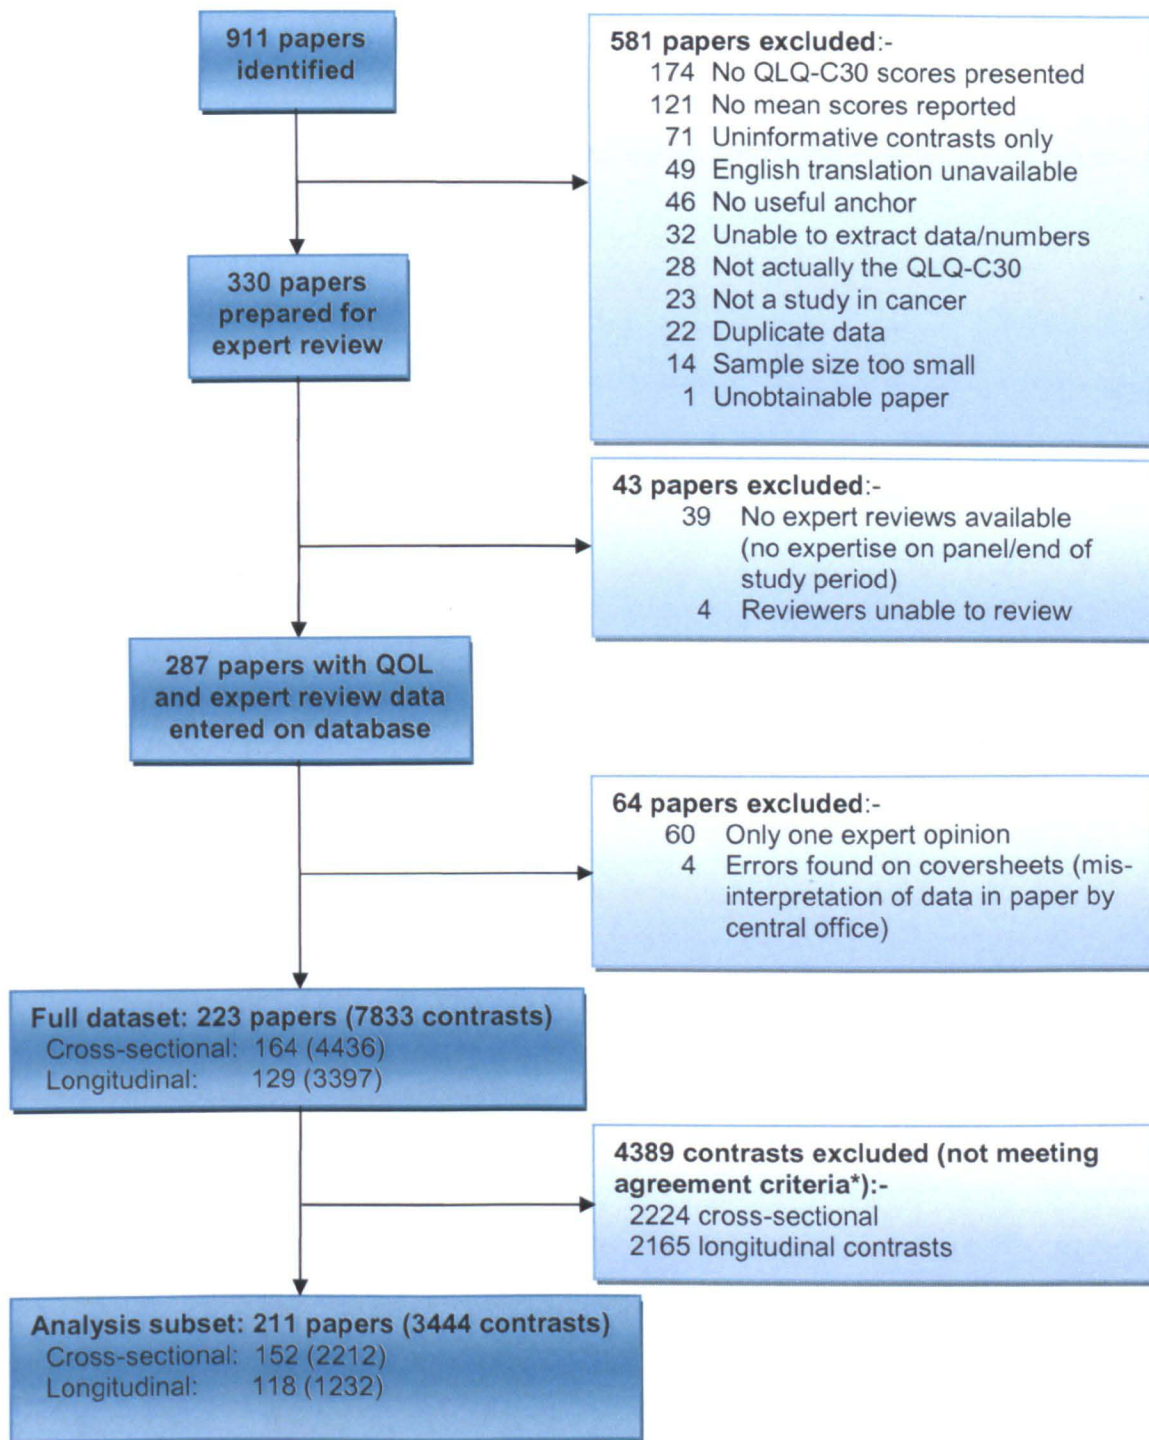 911 papers
identified
581 papers excluded:-
174 No QLQ-C30 scores presented
121 No mean scores reported
71 Uninformative contrasts only
49 English translation unavailable
46 No useful anchor
32 Unable to extract data/numbers
28 Not actually the QLQ-C30
23 Not a study in cancer
22 Duplicate data
14 Sample size too small
1 Unobtainable paper
330 papers
prepared for
expert review
43 papers excluded:-
39 No expert reviews available
(no expertise on panel/end of
study period)
4 Reviewers unable to review
287 papers with QOL
and expert review data
entered on database
64 papers excluded:-
60 Only one expert opinion
4 Errors found on coversheets (mis-
interpretation of data in paper by
central office)
Full dataset: 223 papers (7833 contrasts)
Cross-sectional: 164 (4436)
Longitudinal: 129 (3397)
4389 contrasts excluded (not meeting
agreement criteria*):-
2224 cross-sectional
2165 longitudinal contrasts
Analysis subset: 211 papers (3444 contrasts)
Cross-sectional: 152 (2212)
Longitudinal: 118 (1232)